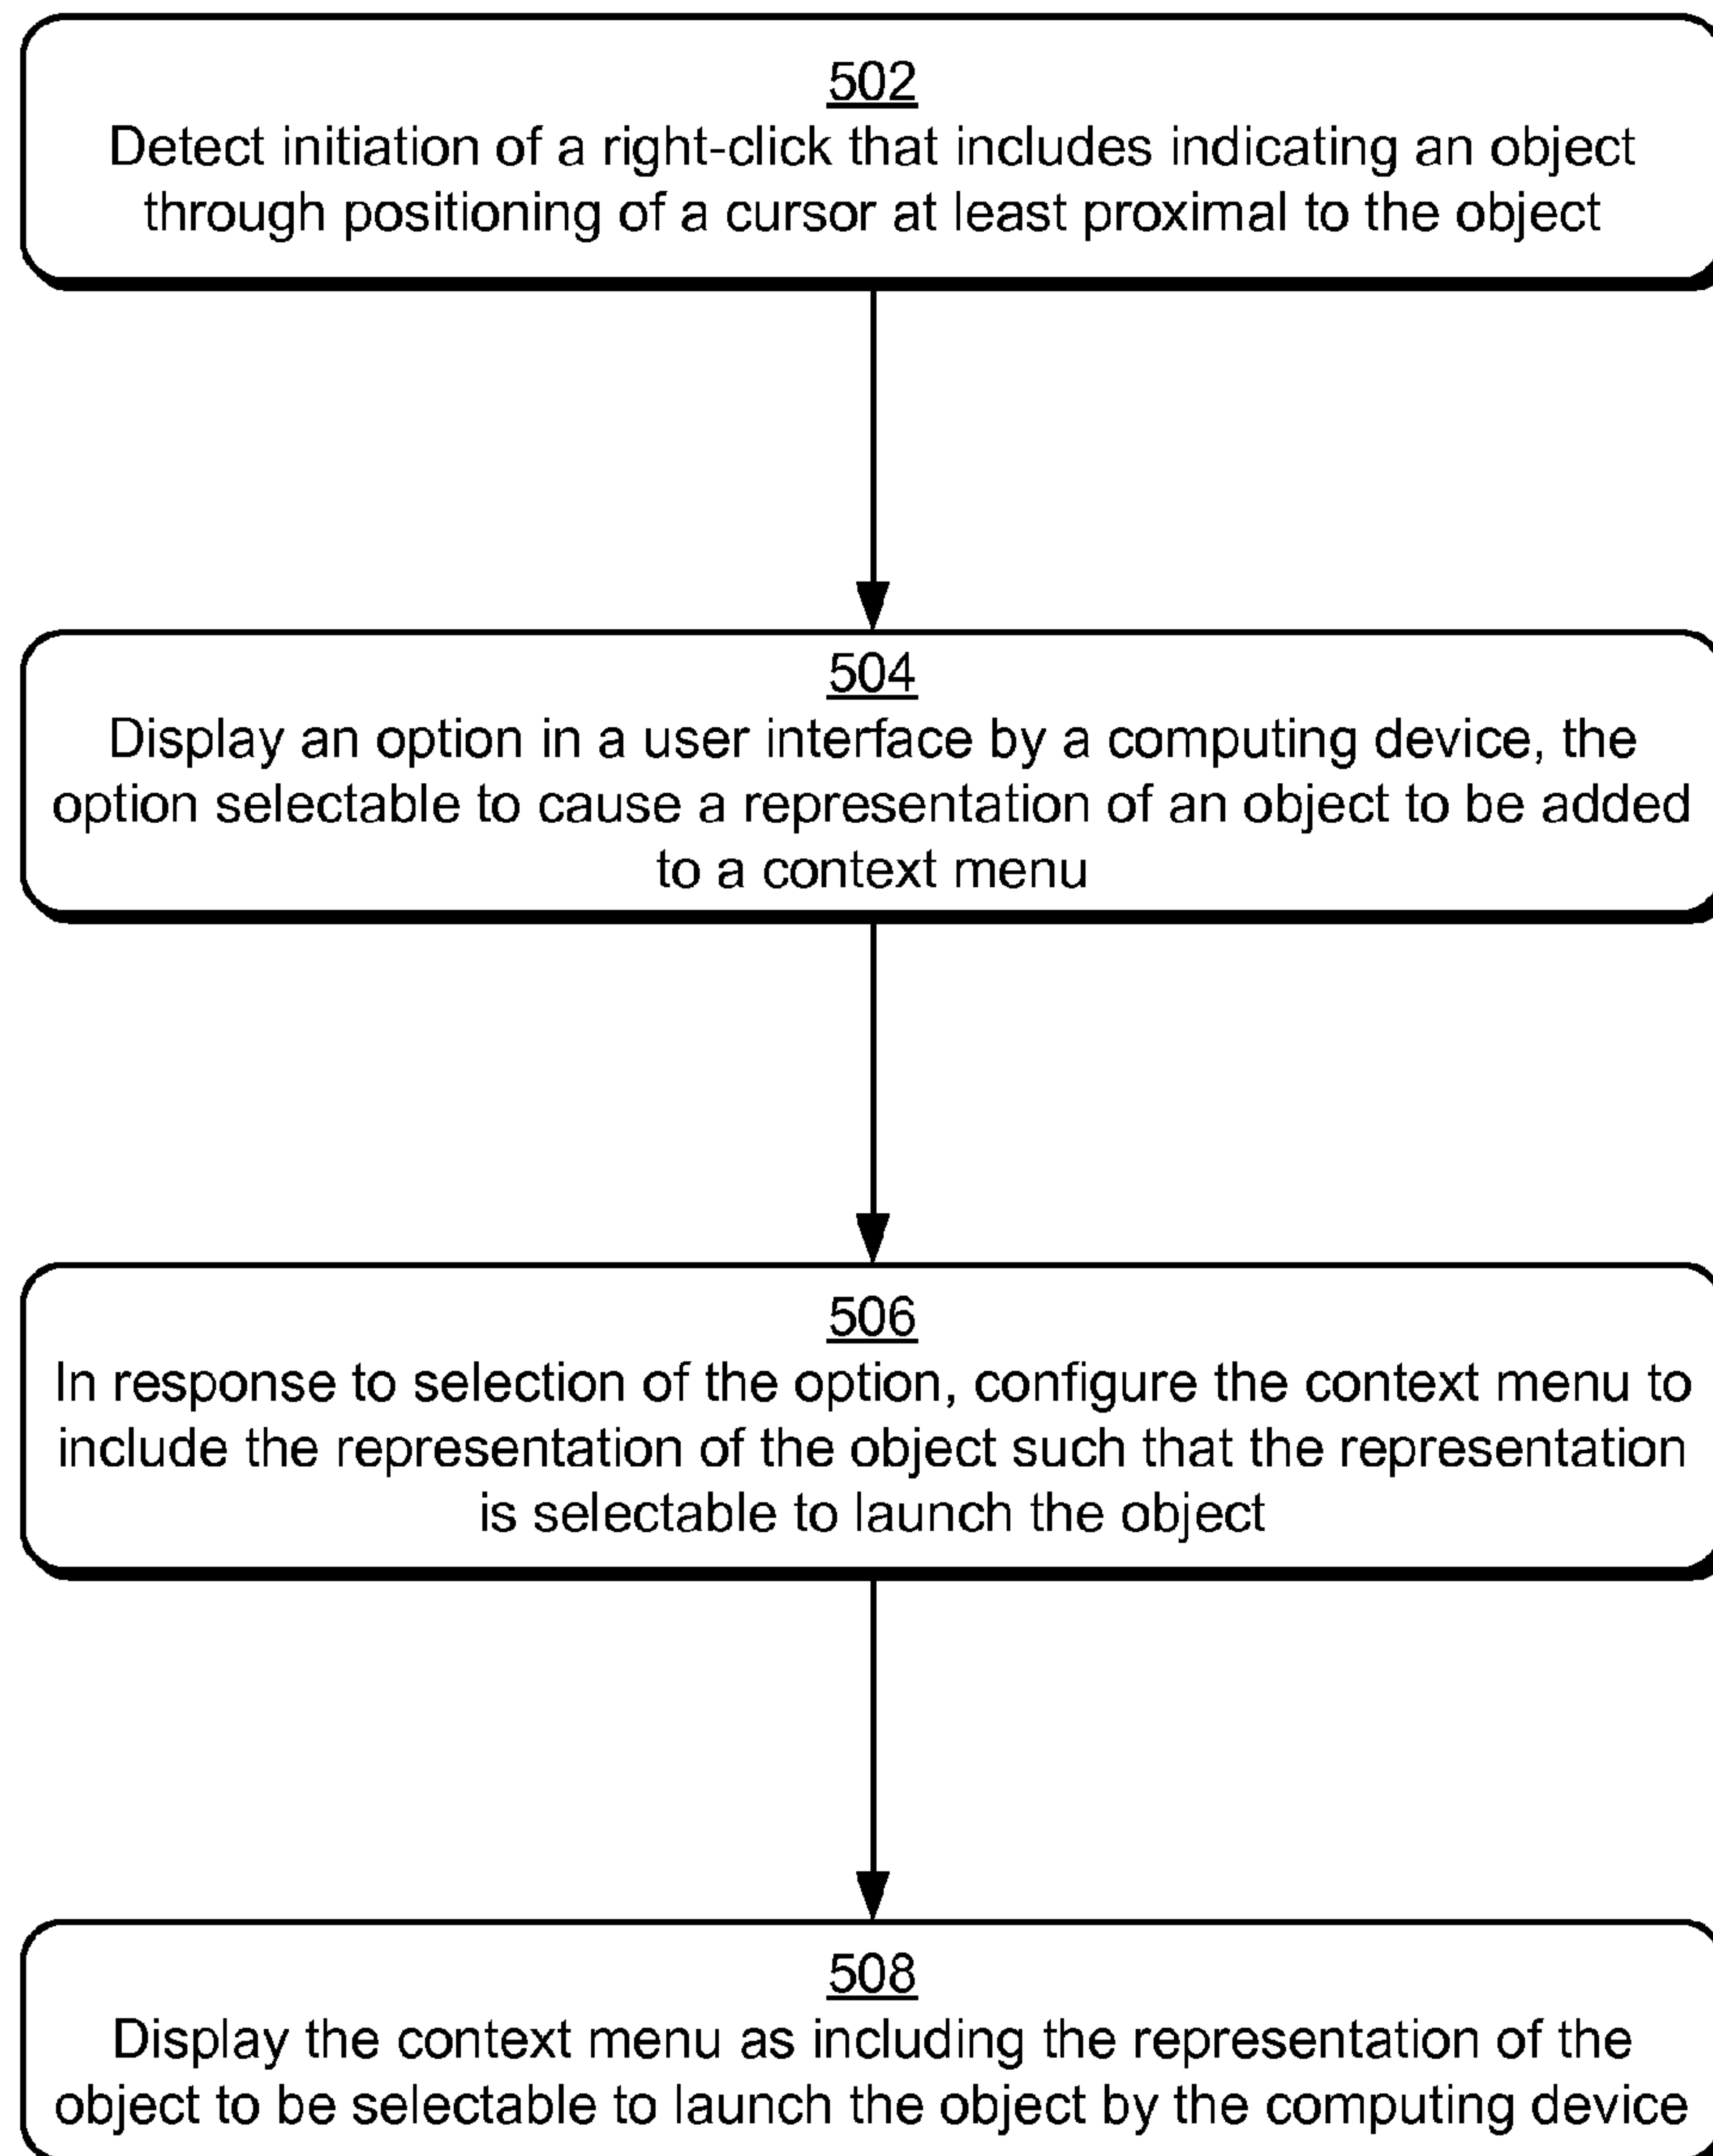 502
Detect initiation of a right-click that includes indicating an object
through positioning of a cursor at least proximal to the object
504
Display an option in a user interface by a computing device, the
option selectable to cause a representation of an object to be added
to a context menu
506
In response to selection of the option, configure the context menu to
include the representation of the object such that the representation
is selectable to launch the object
508
Display the context menu as including the representation of the
object to be selectable to launch the object by the computing device